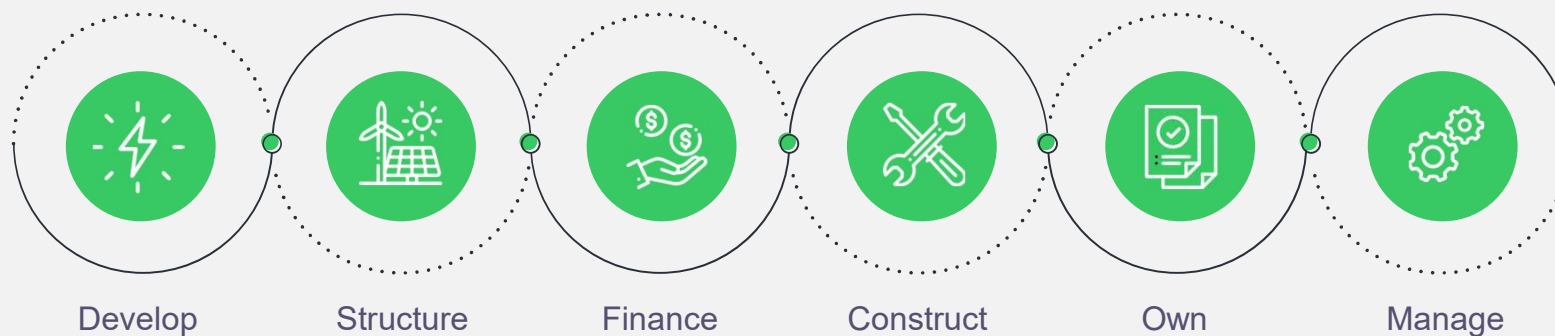 Develop
Structure
Finance
Construct
Own
Manage